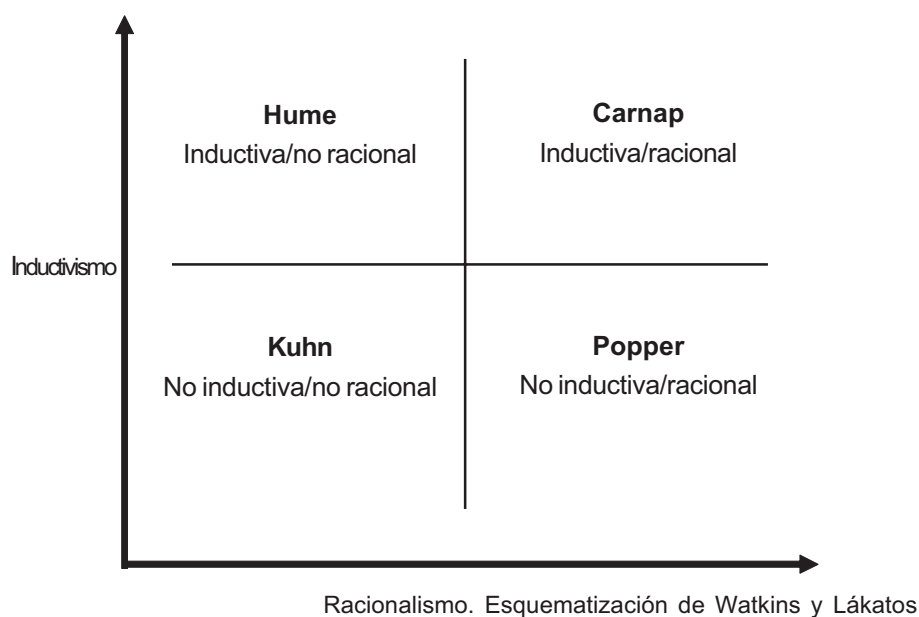 Hume
Inductiva/no racional
Carnap
Inductiva/racional
Inductivismo
Kuhn
No inductiva/no racional
Popper
No inductiva/racional
Racionalismo. Esquematización de Watkins y Lákatos